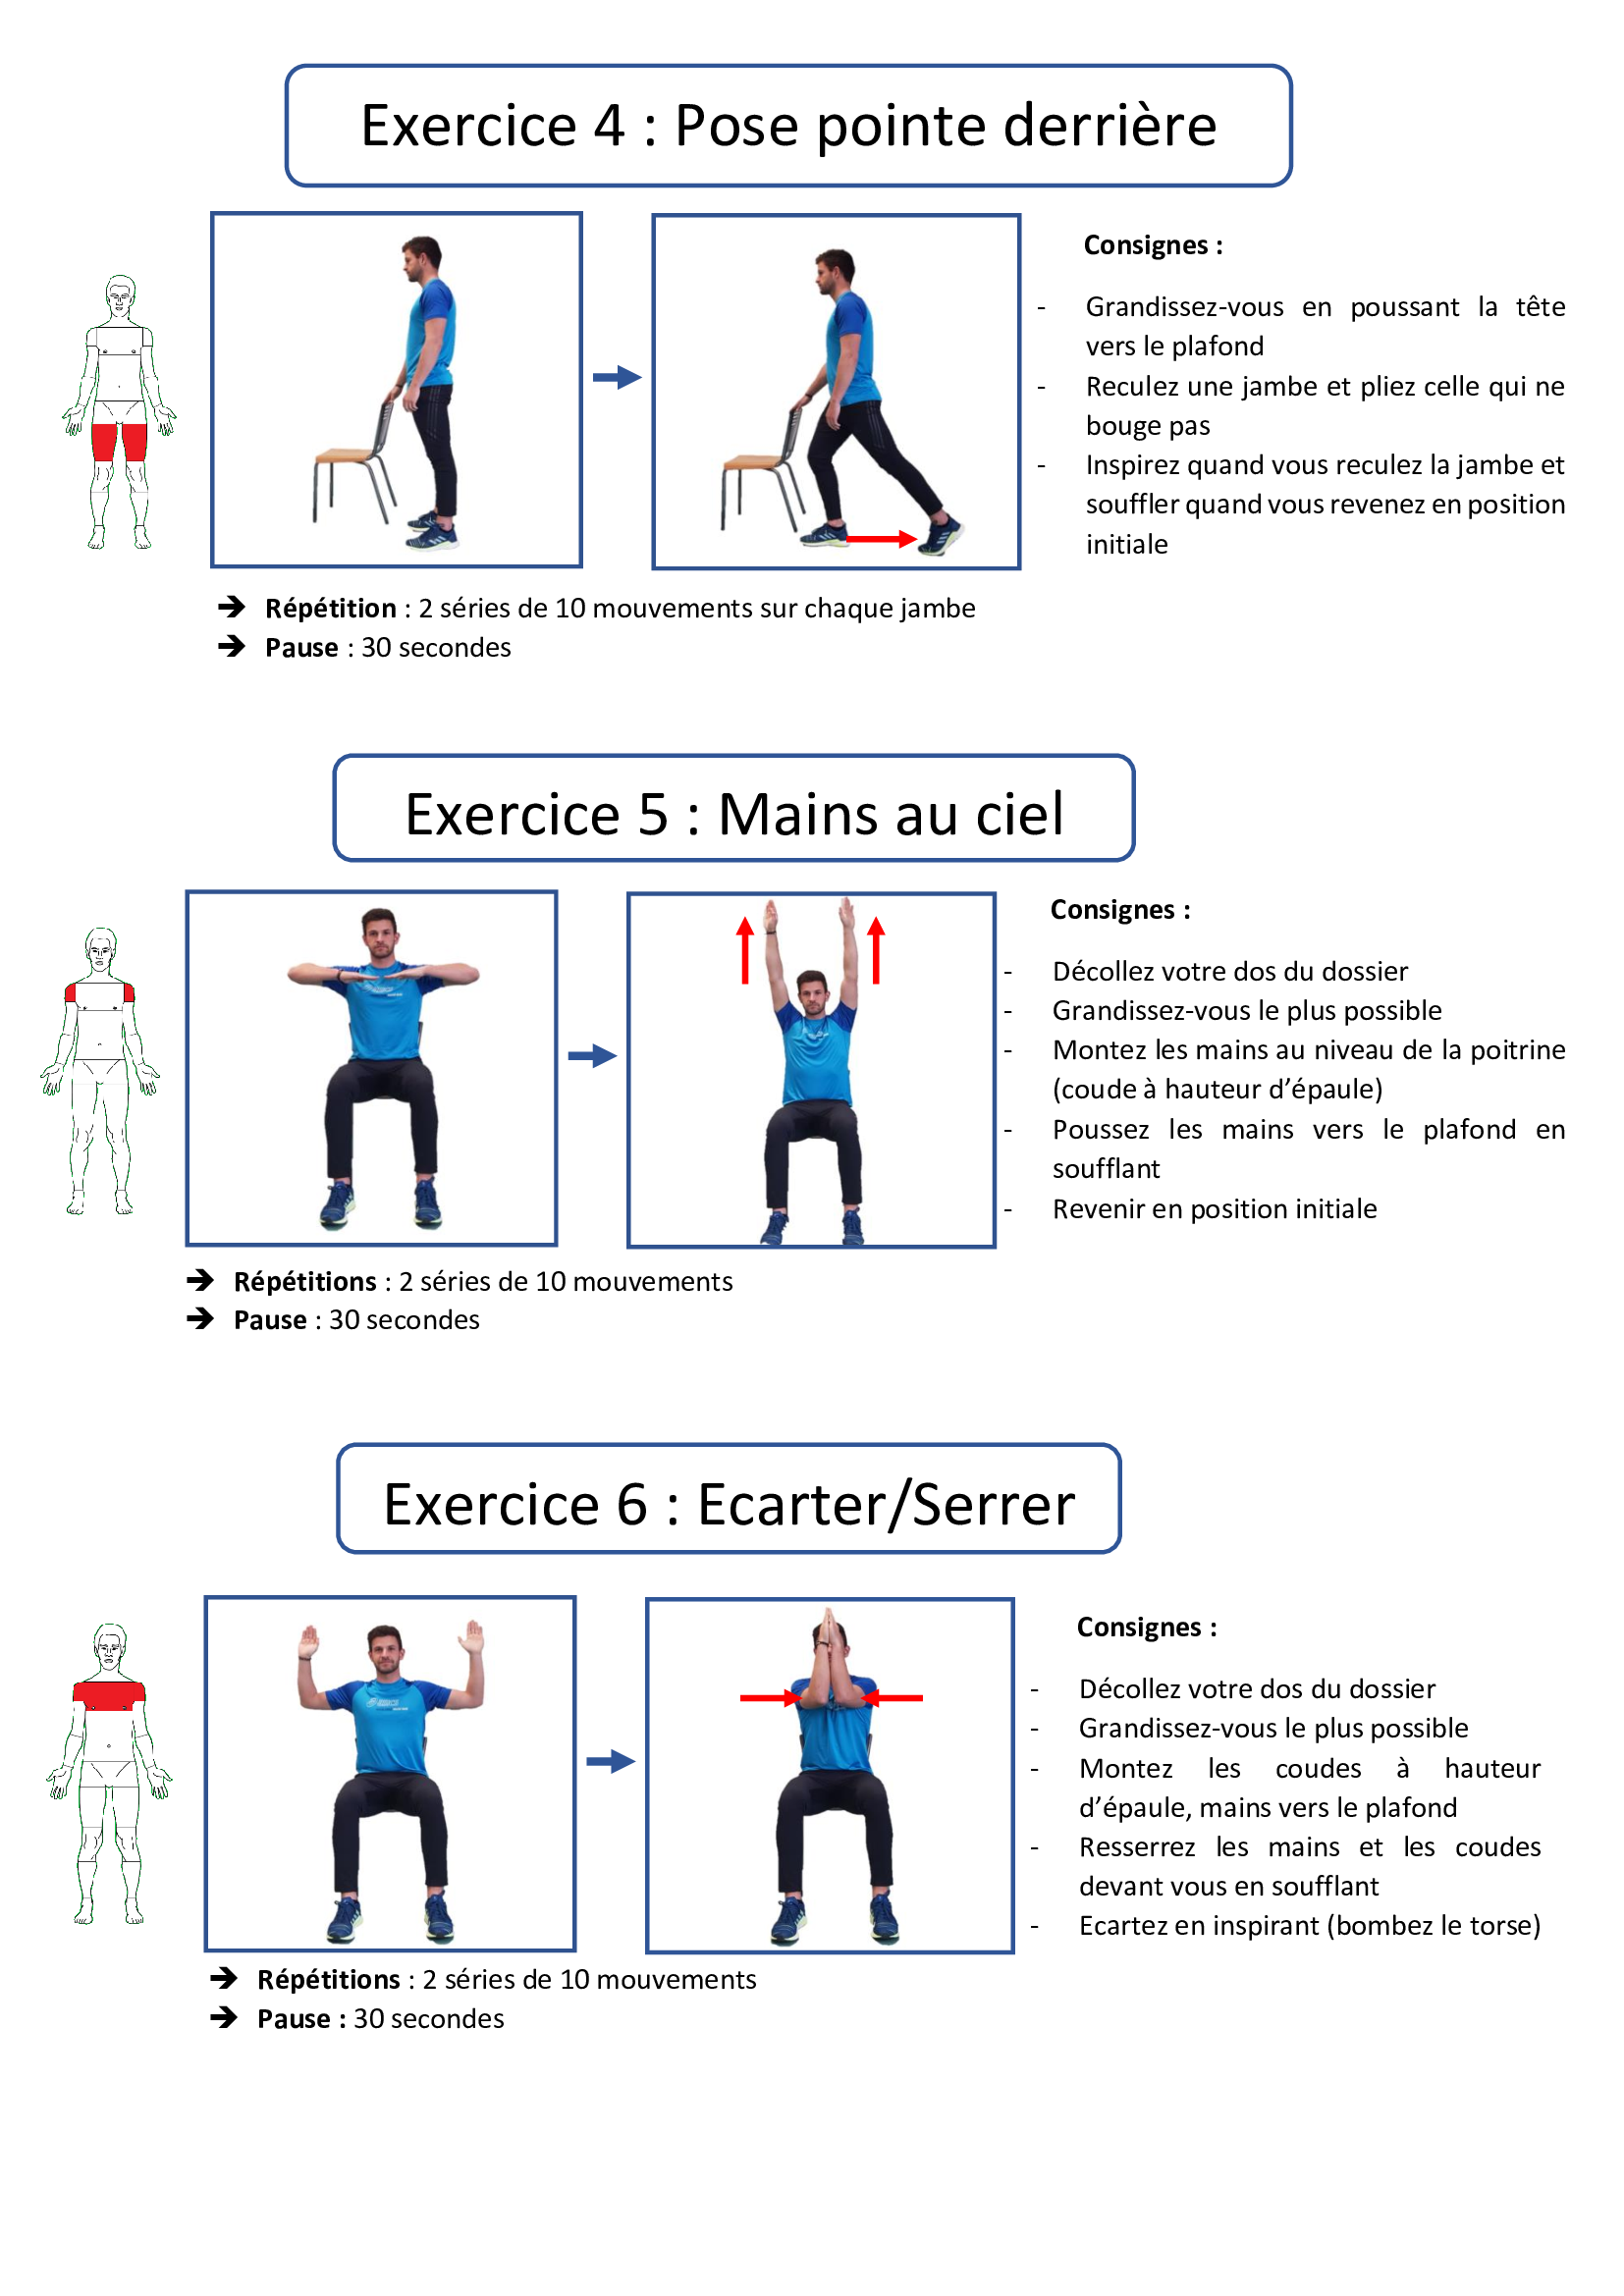 Exercice 4 : Pose pointe derrière
Consignes :
- Grandissez-vous en poussant la tête
vers le plafond
- Reculez une jambe et pliez celle qui ne
bouge pas
- Inspirez quand vous reculez la jambe et
souffler quand vous revenez en position
initiale
➔ Répétition : 2 séries de 10 mouvements sur chaque jambe
➔ Pause : 30 secondes
Exercice 5 : Mains au ciel
Consignes :
- Décollez votre dos du dossier
- Grandissez-vous le plus possible
- Montez les mains au niveau de la poitrine
(coude à hauteur d’épaule)
- Poussez les mains vers le plafond en
soufflant
- Revenir en position initiale
➔ Répétitions : 2 séries de 10 mouvements
➔ Pause : 30 secondes
Exercice 6 : Ecarter/Serrer
Consignes :
- Décollez votre dos du dossier
- Grandissez-vous le plus possible
- Montez les coudes à hauteur
d’épaule, mains vers le plafond
- Resserrez les mains et les coudes
devant vous en soufflant
- Ecartez en inspirant (bombez le torse)
➔ Répétitions : 2 séries de 10 mouvements
➔ Pause : 30 secondes